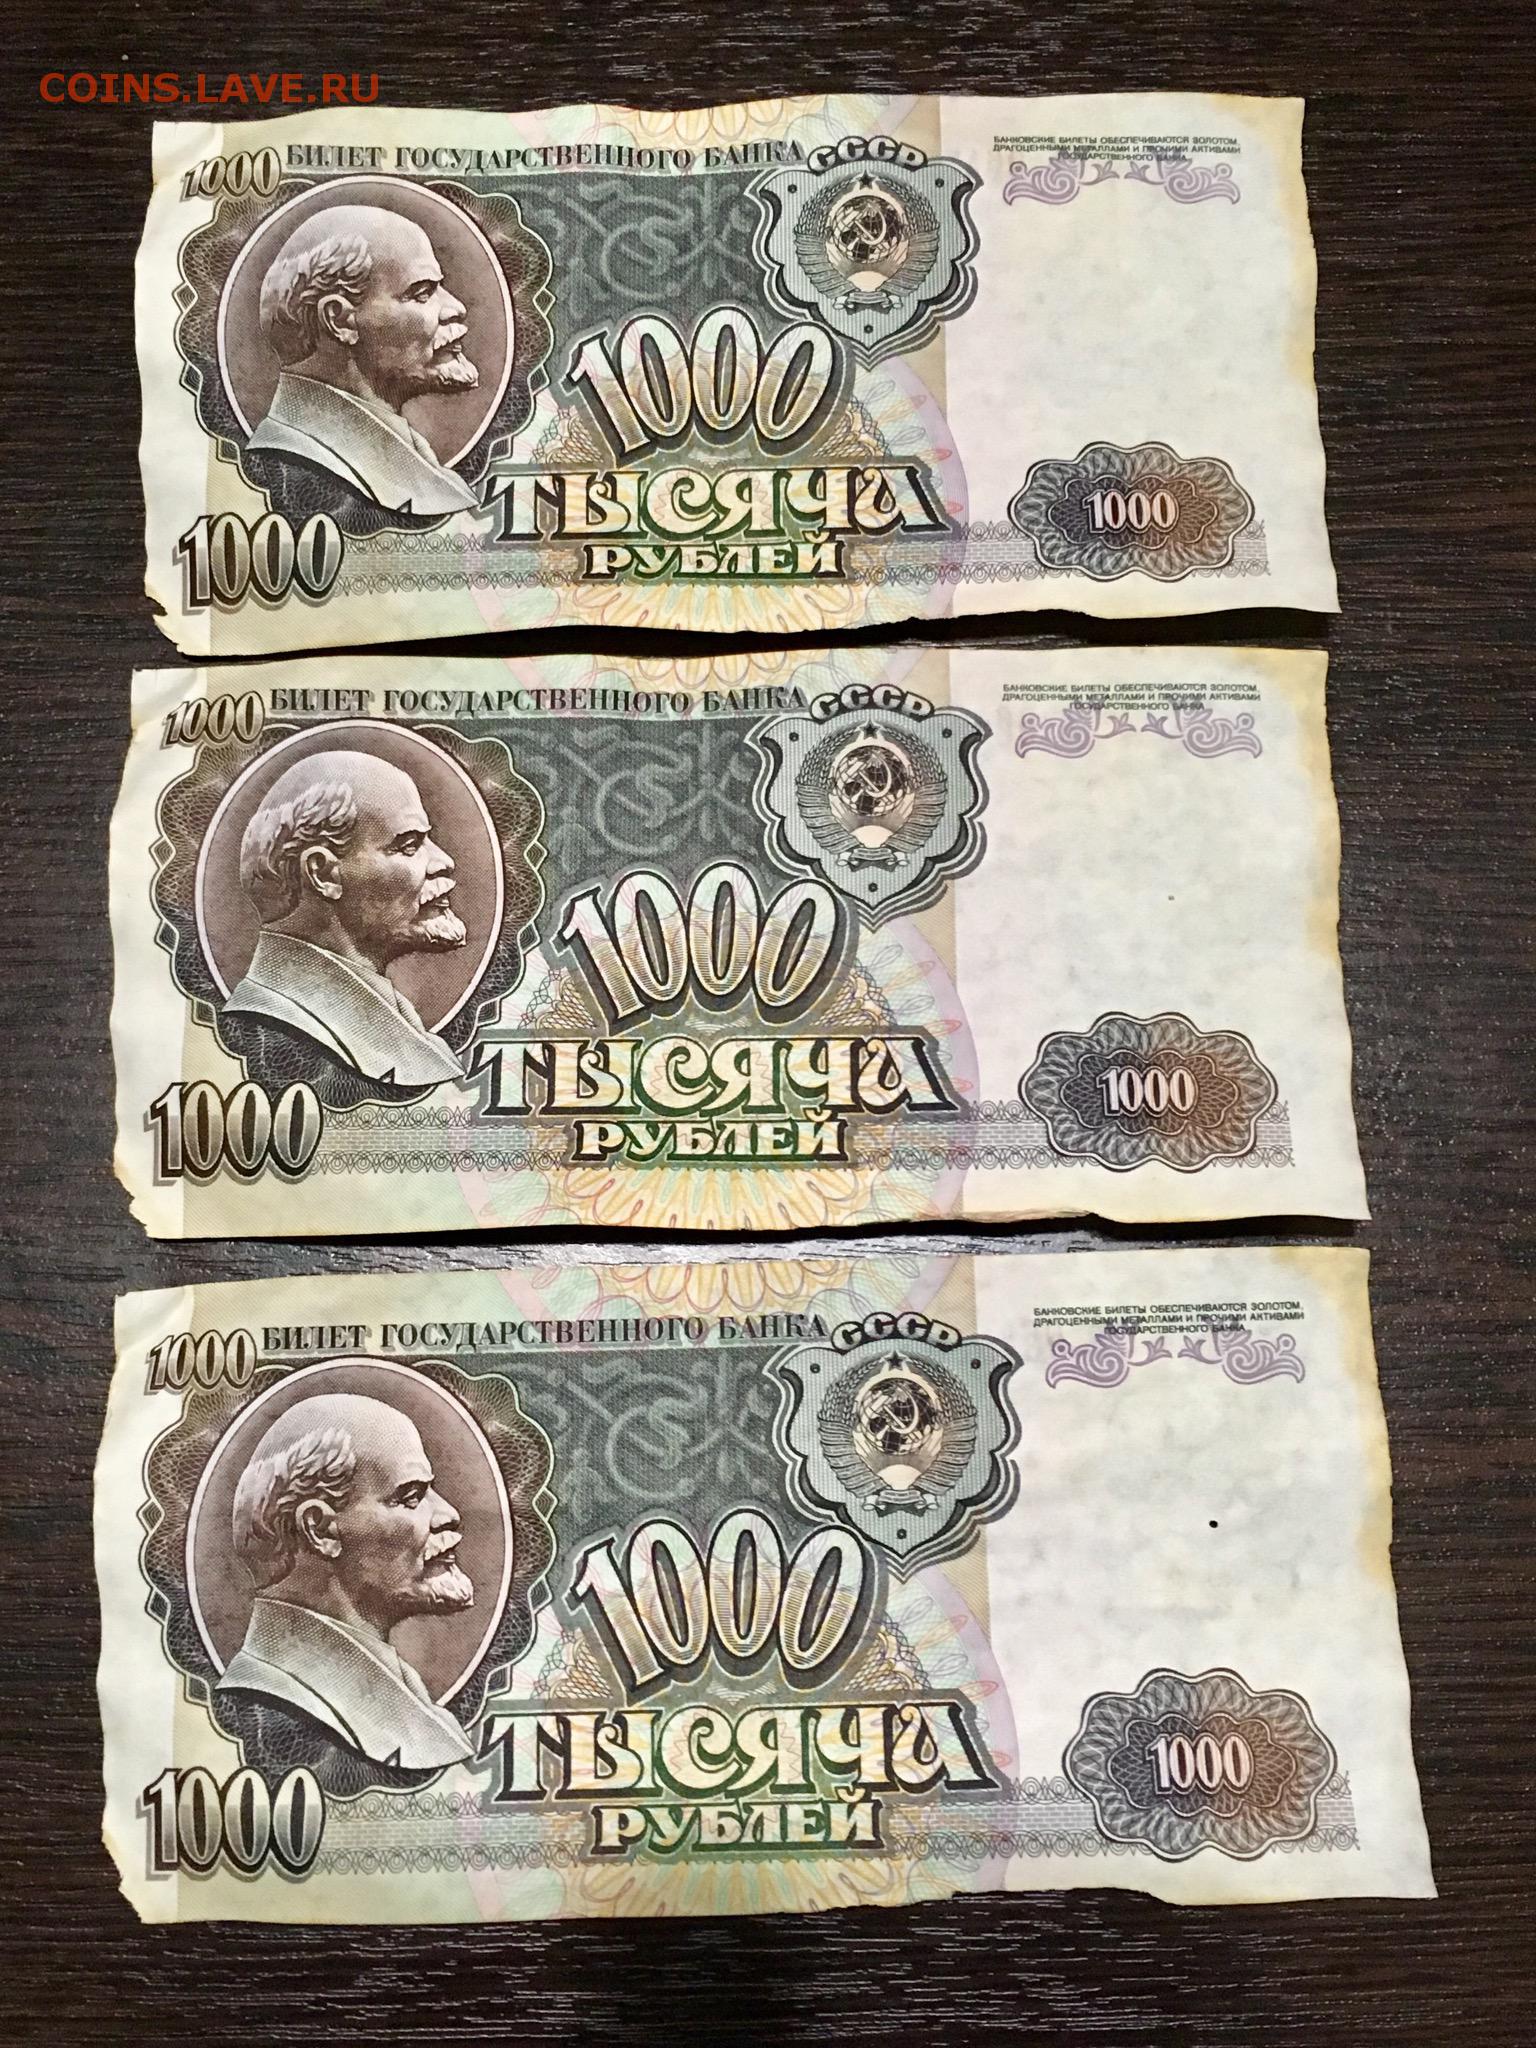 COINS.LAVE.RU
1000 БИЛЕТ ГОСУДАРСТВЕННОГО БАНКА СССР
БАНКОВСКИЕ БИЛЕТЫ ОБЕСПЕЧИВАЮТСЯ ЗОЛОТОМ,
ДРАГОЦЕННЫМИ МЕТАЛЛАМИ И ПРОЧИМИ АКТИВАМИ
ГОСУДАРСТВЕННОГО БАНКА
1000
ТЫСЯЧА
РУБЛЕЙ
1000
1000
1000 БИЛЕТ ГОСУДАРСТВЕННОГО БАНКА СССР
БАНКОВСКИЕ БИЛЕТЫ ОБЕСПЕЧИВАЮТСЯ ЗОЛОТОМ,
ДРАГОЦЕННЫМИ МЕТАЛЛАМИ И ПРОЧИМИ АКТИВАМИ
ГОСУДАРСТВЕННОГО БАНКА
1000
ТЫСЯЧА
РУБЛЕЙ
1000
1000
1000 БИЛЕТ ГОСУДАРСТВЕННОГО БАНКА СССР
БАНКОВСКИЕ БИЛЕТЫ ОБЕСПЕЧИВАЮТСЯ ЗОЛОТОМ,
ДРАГОЦЕННЫМИ МЕТАЛЛАМИ И ПРОЧИМИ АКТИВАМИ
ГОСУДАРСТВЕННОГО БАНКА
1000
ТЫСЯЧА
РУБЛЕЙ
1000
1000